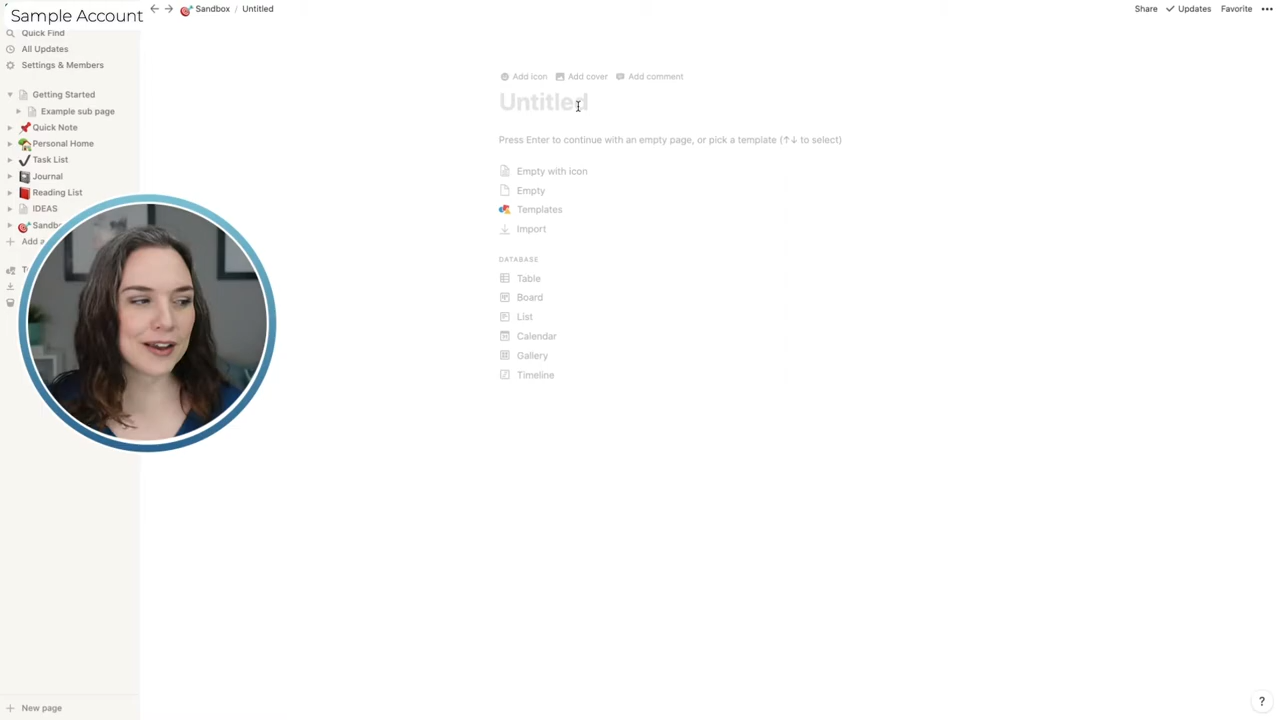 Sample Account
Sandbox / Untitled
Share Updates Favorite
Quick Find
All Updates
Settings & Members
Getting Started
Example sub page
Quick Note
Personal Home
Task List
Journal
Reading List
IDEAS
Add icon Add cover Add comment
Untitled
Press Enter to continue with an empty page, or pick a template (↑↓ to select)
Empty with icon
Empty
Templates
Import
DATABASE
Table
Board
List
Calendar
Gallery
Timeline
New page
?